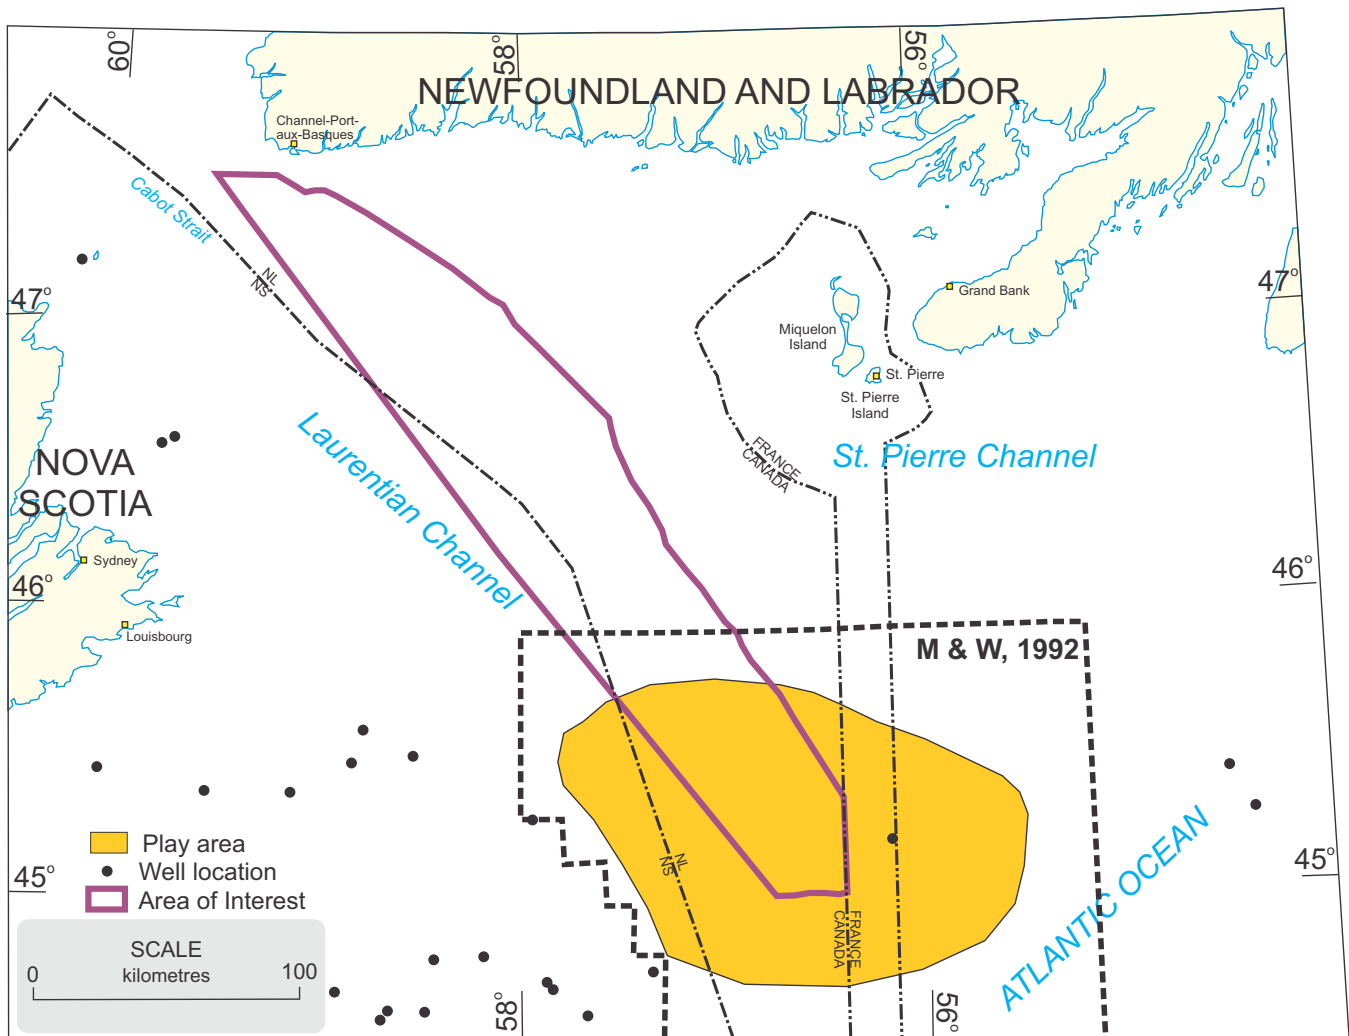 60°
58°
56°
NEWFOUNDLAND AND LABRADOR
Channel-Port-
aux-Basques
Cabot Strait
NL
NS
47°
47°
Grand Bank
Miquelon
Island
St. Pierre
St. Pierre
Island
Laurentian Channel
FRANCE
CANADA
St. Pierre Channel
NOVA
SCOTIA
Sydney
46°
46°
Louisbourg
M & W, 1992
Play area
Well location
Area of Interest
45°
45°
NL
NS
FRANCE
CANADA
ATLANTIC OCEAN
SCALE
0 kilometres 100
58°
56°